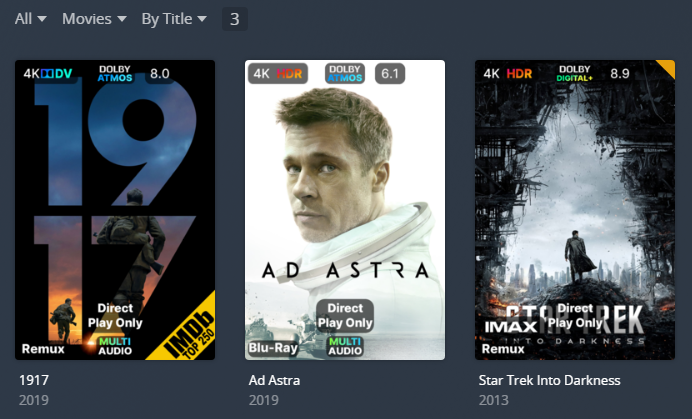 All Movies By Title 3
4K DV DOLBY ATMOS 8.0
1917
Direct
Play Only
MULTI
AUDIO
Remux
IMDb
TOP 250
4K HDR DOLBY ATMOS 6.1
AD ASTRA
Direct
Play Only
MULTI
AUDIO
Blu-Ray
4K HDR DOLBY DIGITAL+ 8.9
STAR TREK
Direct
Play Only
IMAX
INTO DARKNESS
Remux
1917
2019
Ad Astra
2019
Star Trek Into Darkness
2013